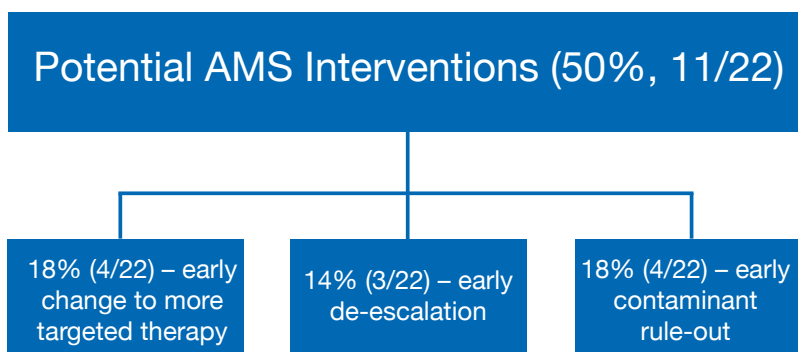 Potential AMS Interventions (50%, 11/22)
18% (4/22) – early
change to more
targeted therapy
14% (3/22) – early
de-escalation
18% (4/22) – early
contaminant
rule-out